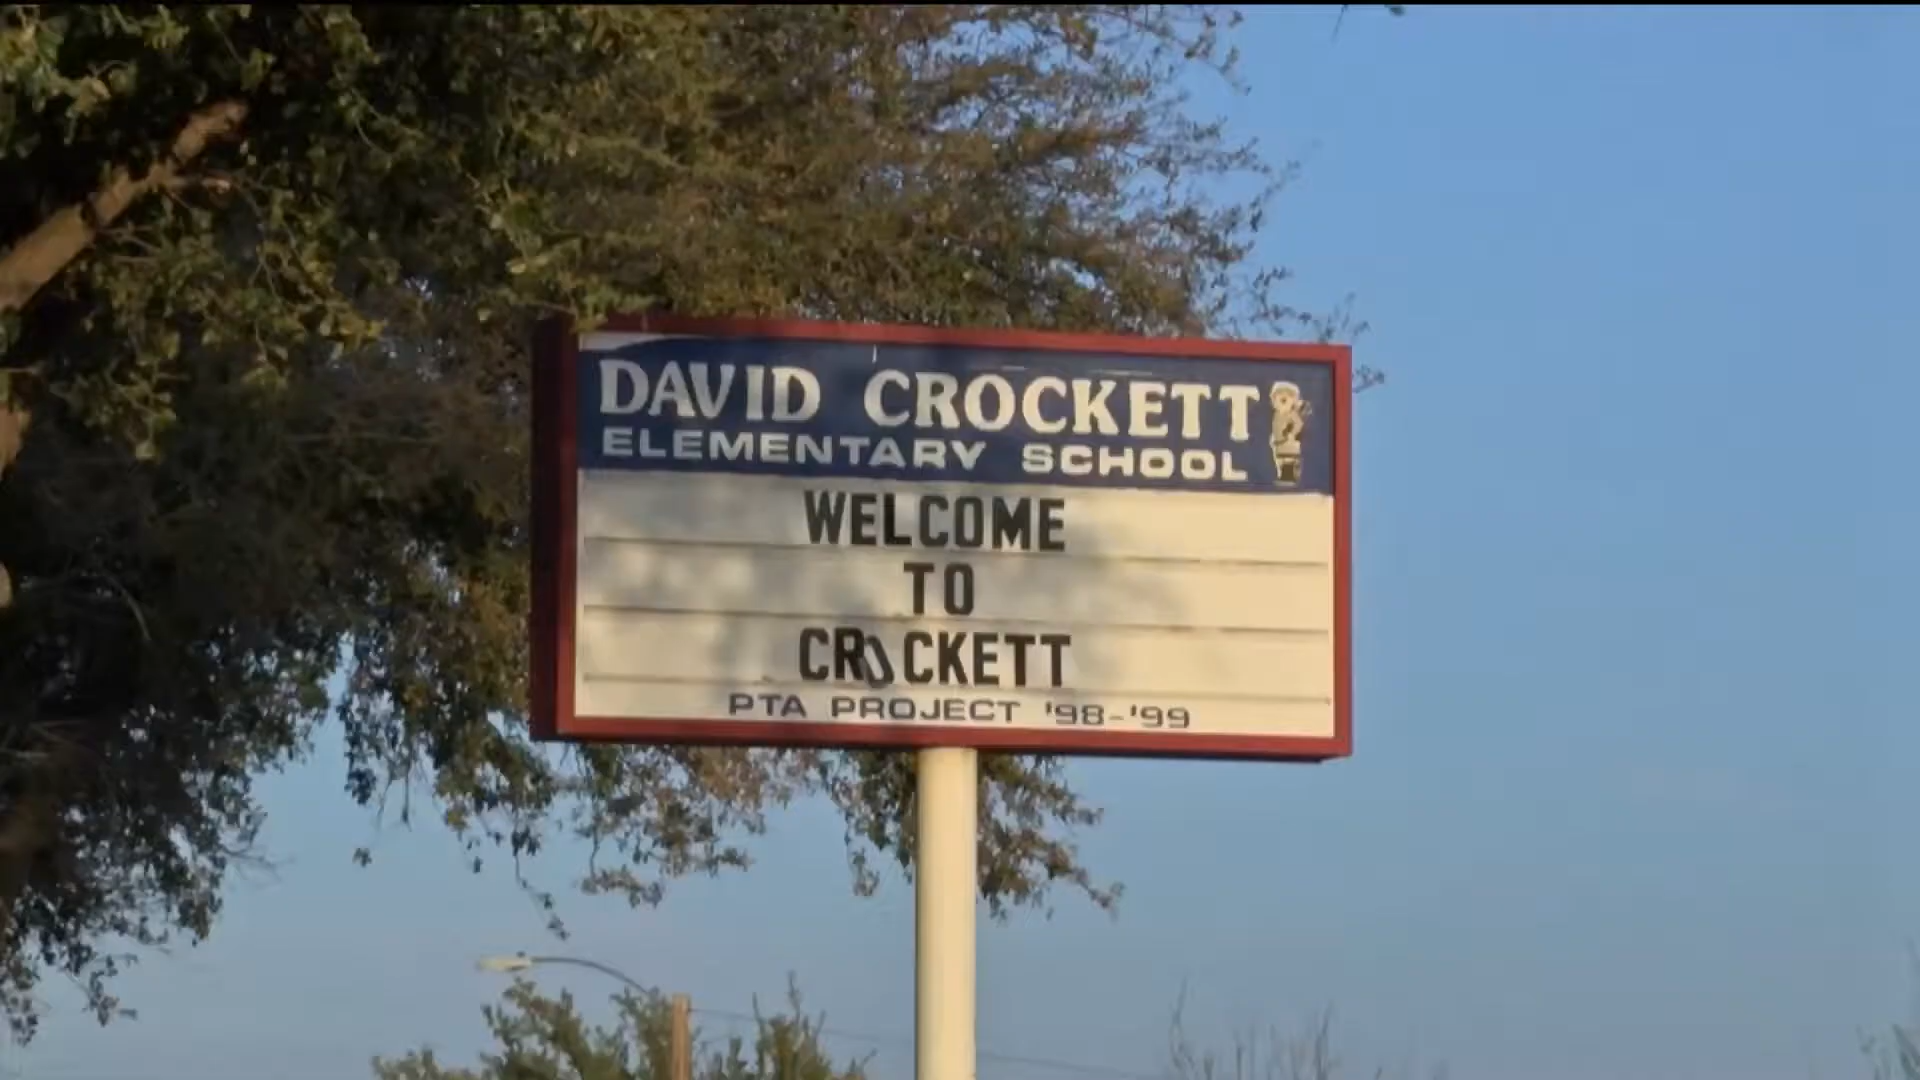 DAVID CROCKETT
ELEMENTARY SCHOOL
WELCOME
TO
CROCKETT
PTA PROJECT '98-'99